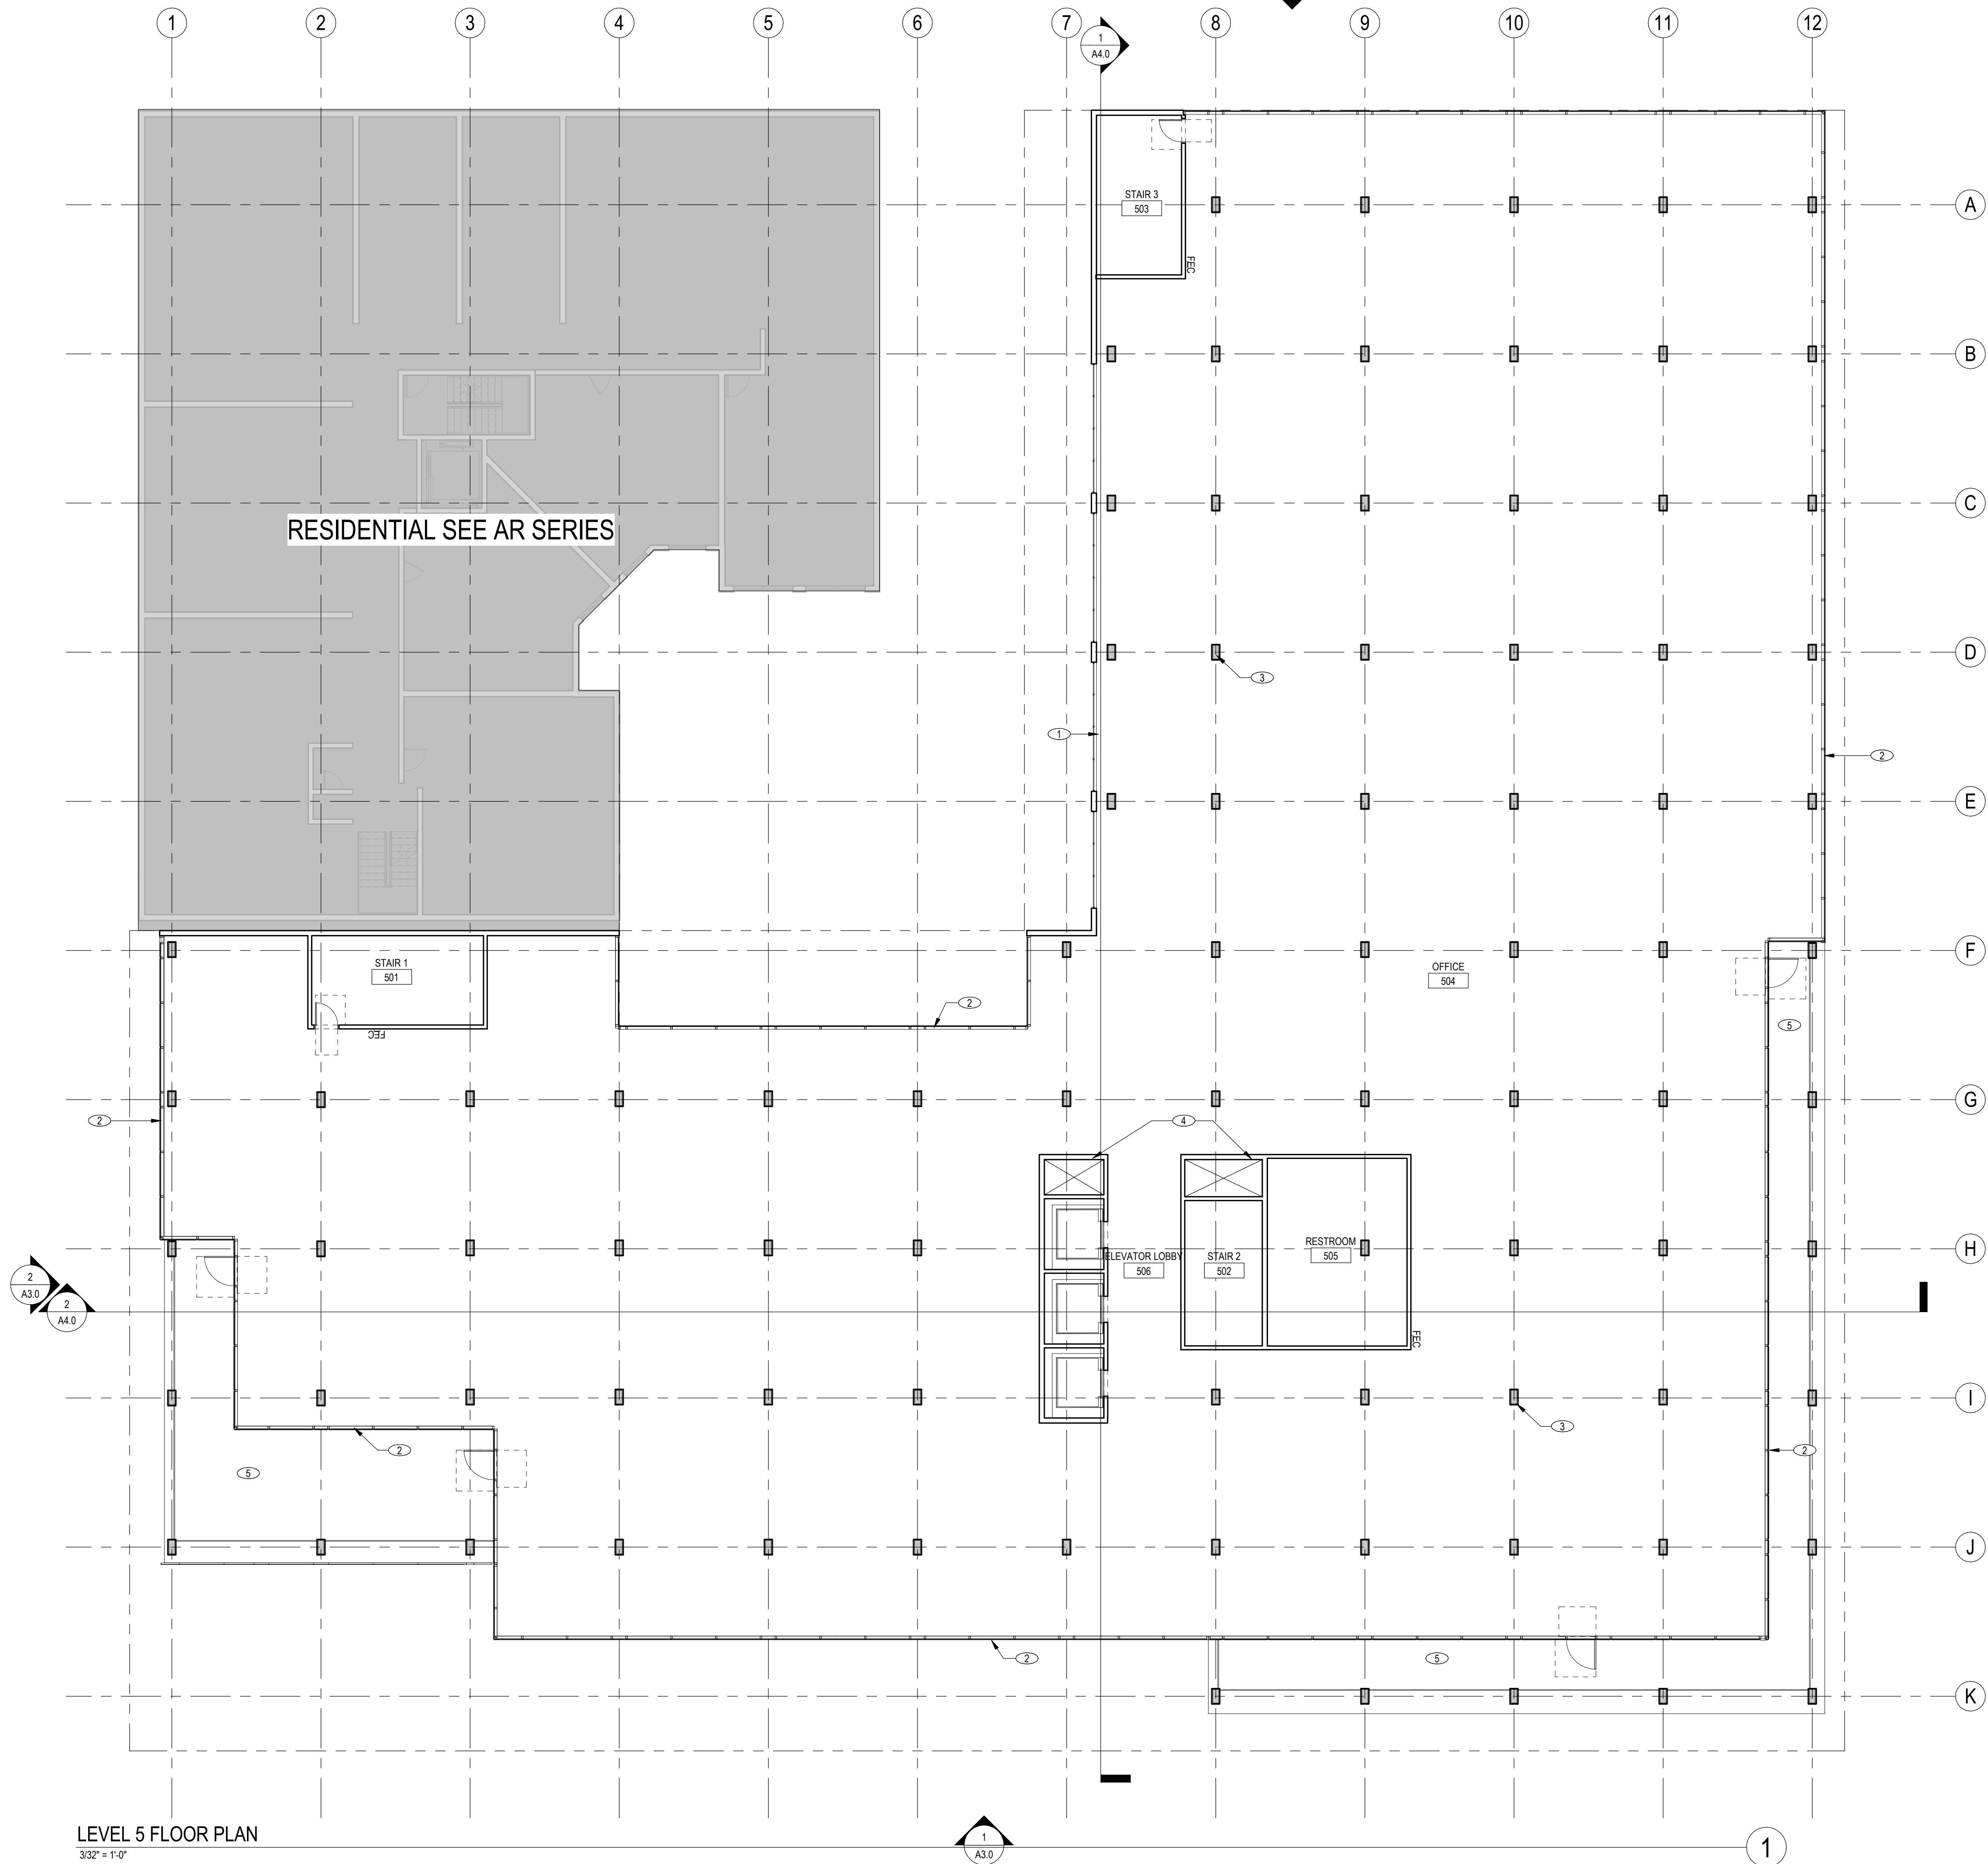 1 2 3 4 5 6 7 8 9 10 11 12
1
A4.0
STAIR 3
503
A
FEC
B
C
RESIDENTIAL SEE AR SERIES
D
3
1
2
E
F
STAIR 1
501
OFFICE
504
2
5
FEC
G
2
4
H
ELEVATOR LOBBY
506
STAIR 2
502
RESTROOM
505
2
A3.0
2
A4.0
FEC
I
3
2
2
5
J
2
5
K
LEVEL 5 FLOOR PLAN
3/32" = 1'-0"
1
A3.0
1